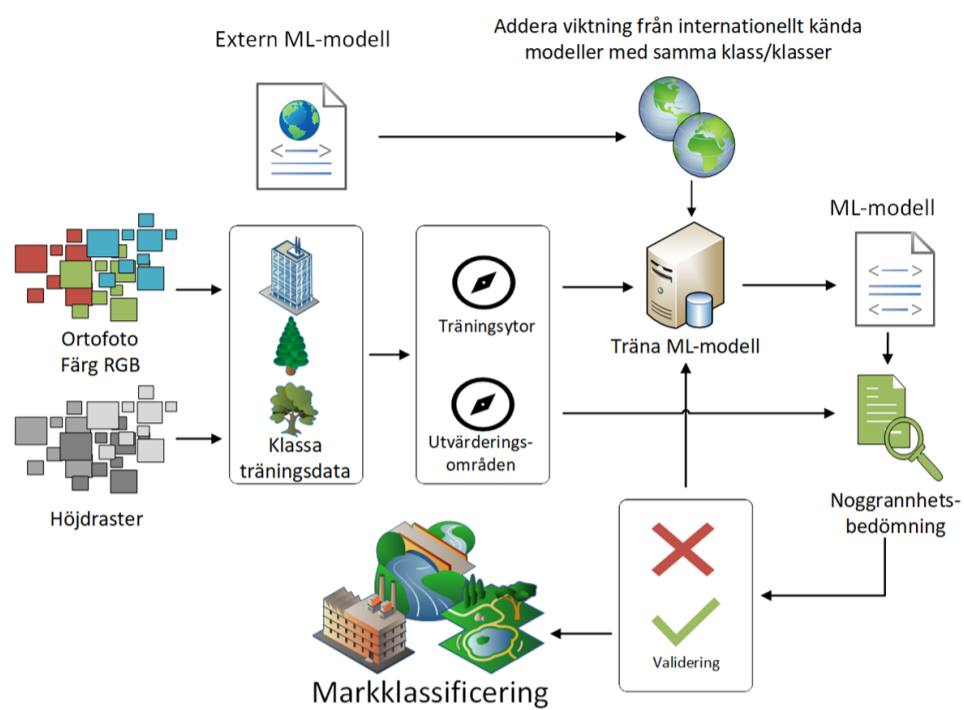 Extern ML-modell
Addera viktning från internationellt kända
modeller med samma klass/klasser
ML-modell
Ortofoto
Färg RGB
Höjdraster
Klassa
träningsdata
Träningsytor
Utvärderings-
områden
Träna ML-modell
Noggrannhets-
bedömning
Validering
Markklassificering